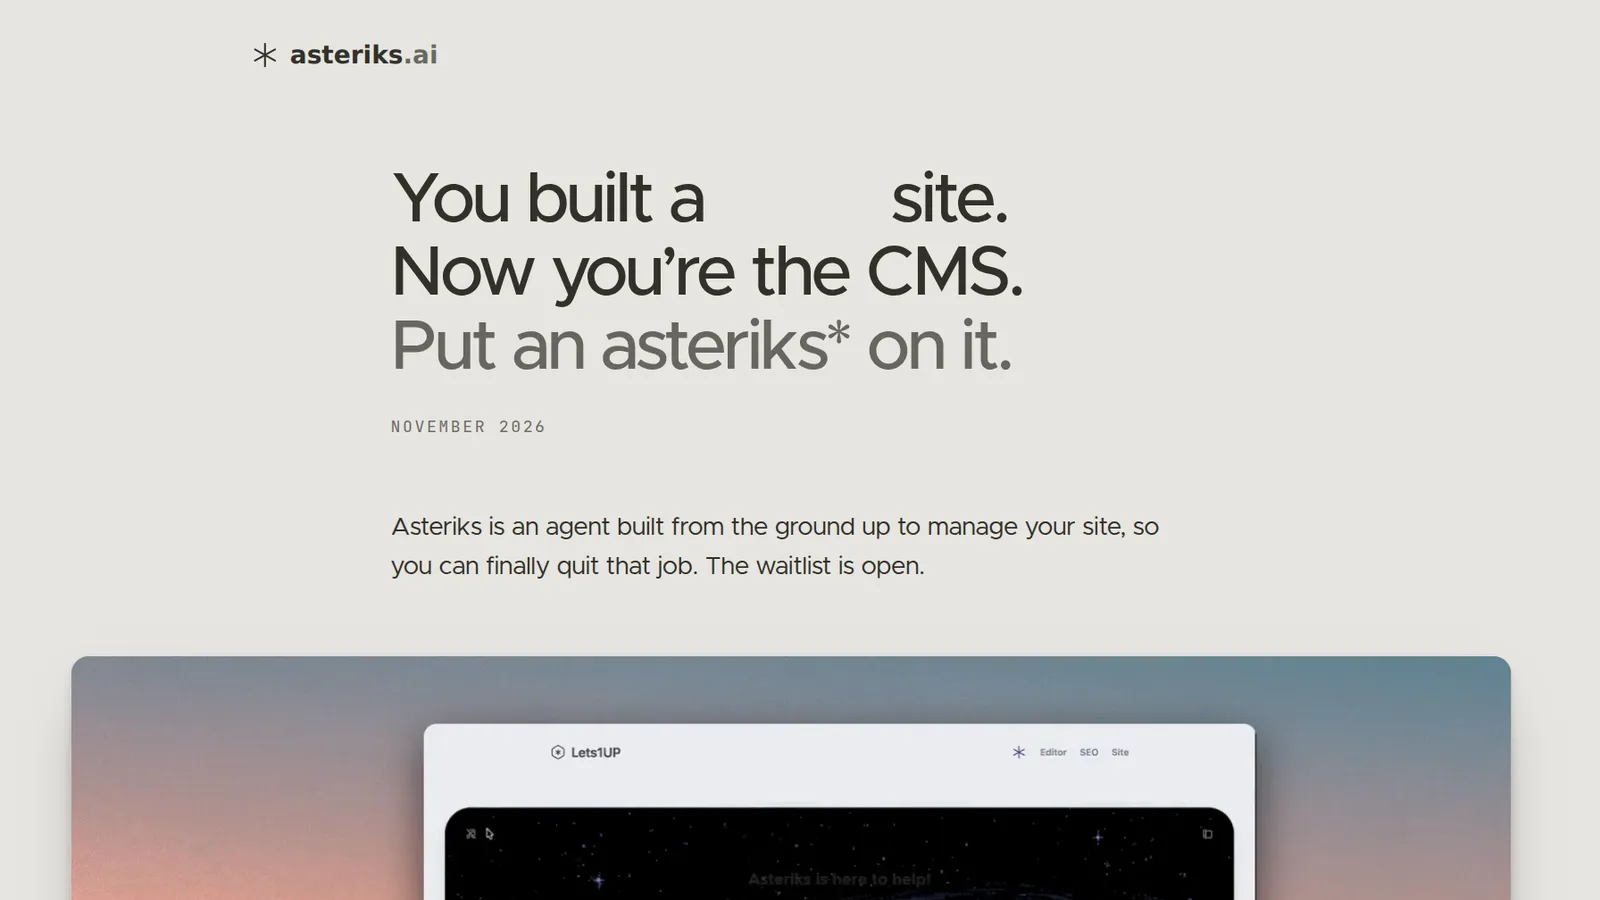 asteriks.ai
You built a site.
Now you’re the CMS.
Put an asteriks* on it.
NOVEMBER 2026
Asteriks is an agent built from the ground up to manage your site, so
you can finally quit that job. The waitlist is open.
Lets1UP
Editor SEO Site
Asteriks is here to help!